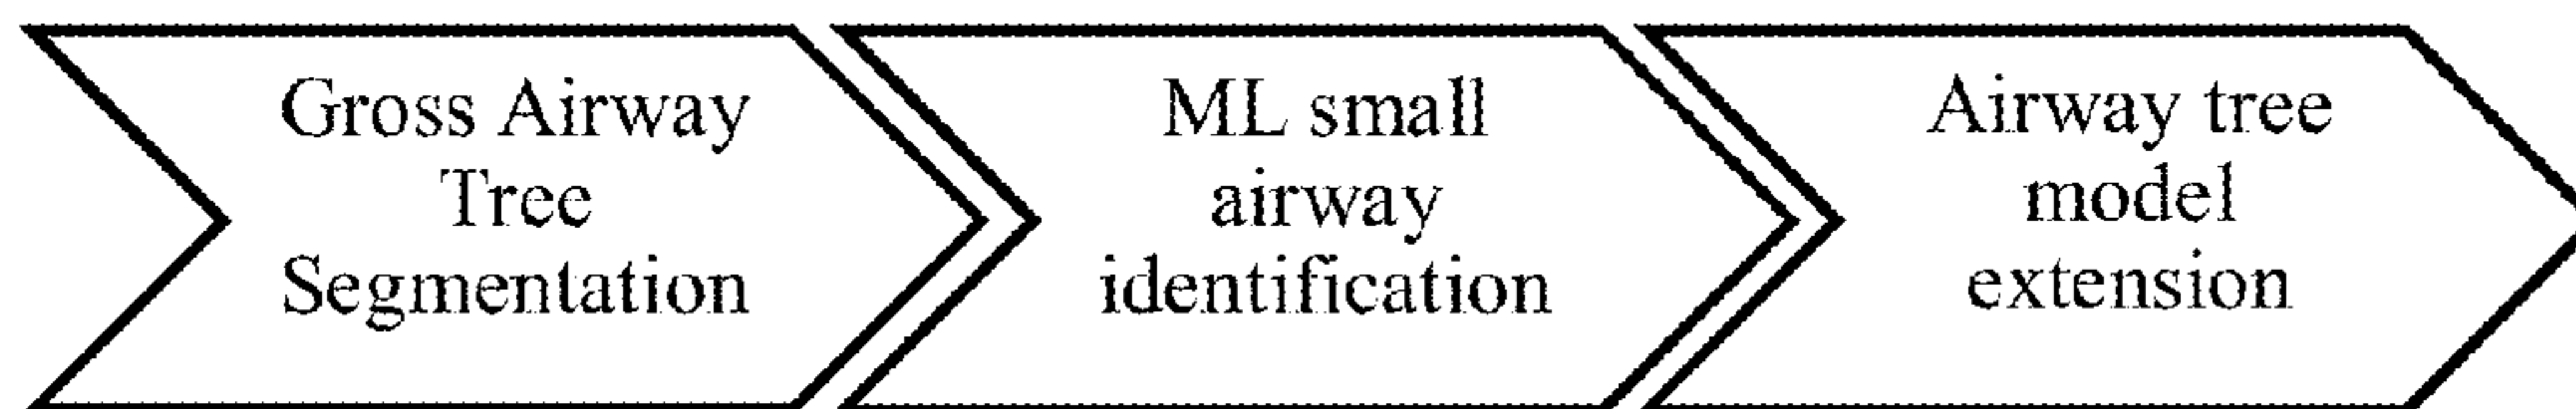 Gross Airway
Tree
Segmentation
ML small
airway
identification
Airway tree
model
extension